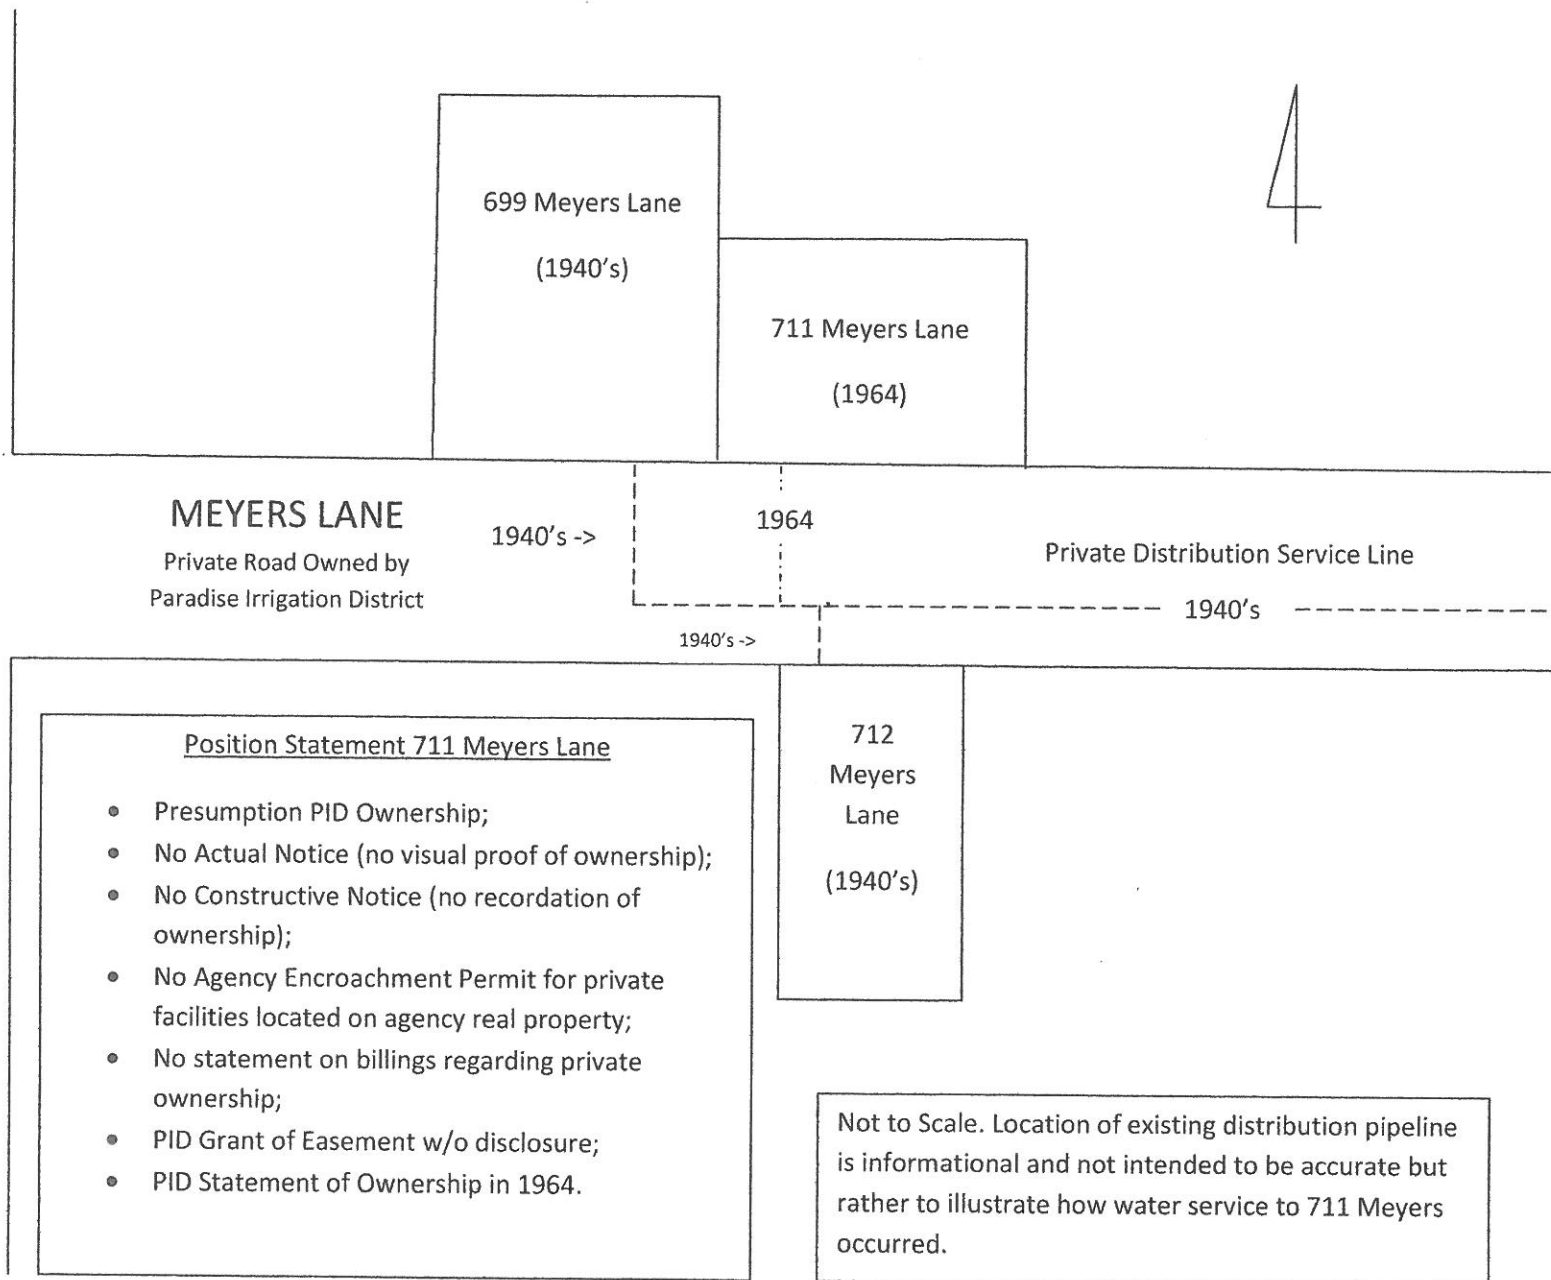 699 Meyers Lane
(1940's)
711 Meyers Lane
(1964)
MEYERS LANE
Private Road Owned by
Paradise Irrigation District
1940's ->
1964
Private Distribution Service Line
1940's
1940's ->
Position Statement 711 Meyers Lane
• Presumption PID Ownership;
• No Actual Notice (no visual proof of ownership);
• No Constructive Notice (no recordation of
ownership);
• No Agency Encroachment Permit for private
facilities located on agency real property;
• No statement on billings regarding private
ownership;
• PID Grant of Easement w/o disclosure;
• PID Statement of Ownership in 1964.
712
Meyers
Lane
(1940's)
Not to Scale. Location of existing distribution pipeline
is informational and not intended to be accurate but
rather to illustrate how water service to 711 Meyers
occurred.